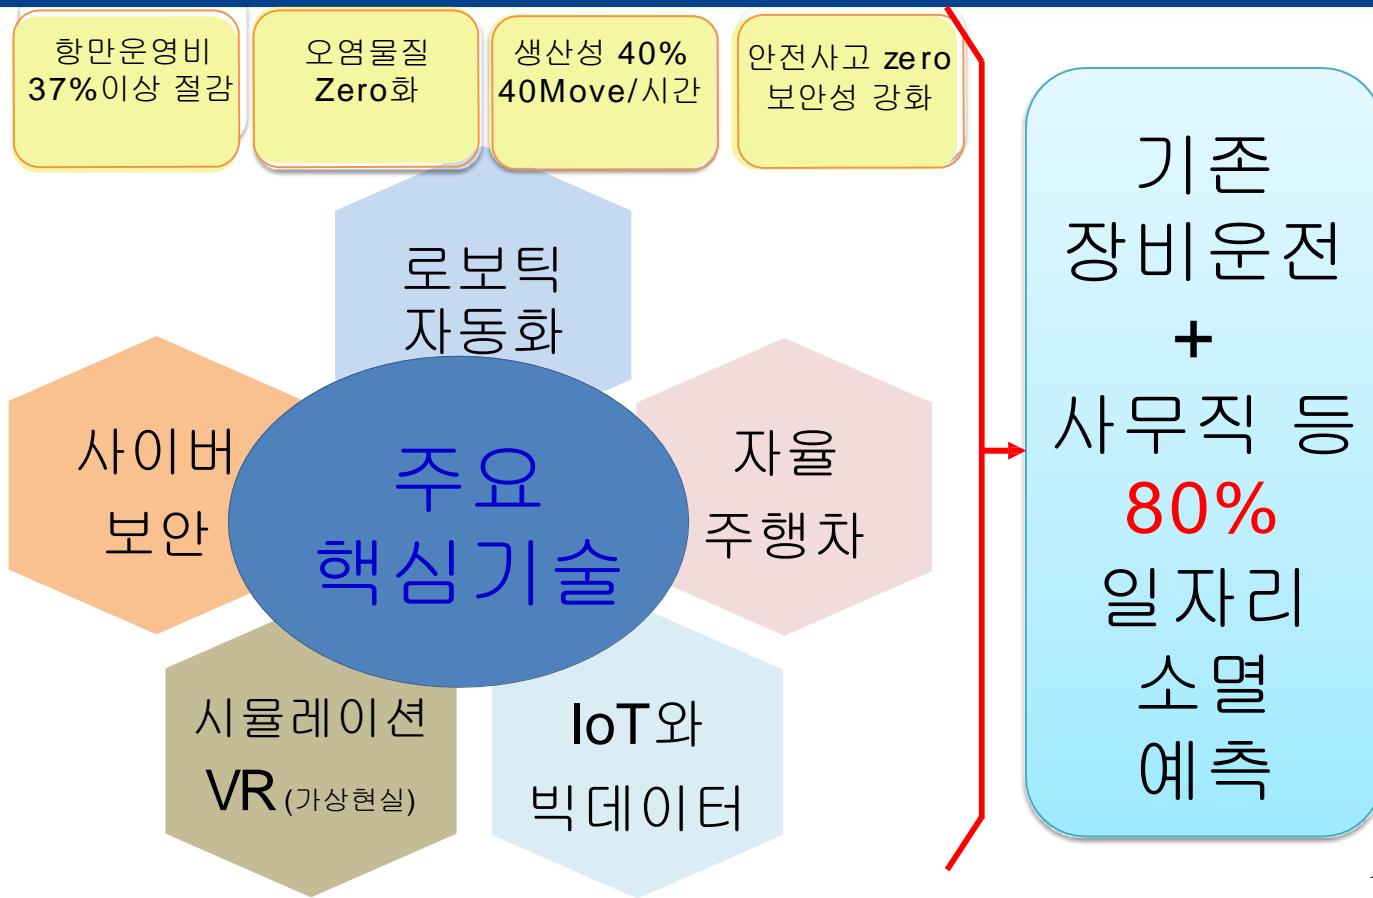 항만운영비
37%이상 절감
오염물질
Zero화
생산성 40%
40Move/시간
안전사고 zero
보안성 강화
로보틱
자동화
사이버
보안
주요
핵심기술
자율
주행차
시뮬레이션
VR (가상현실)
IoT와
빅데이터
기존
장비운전
+
사무직 등
80%
일자리
소멸
예측